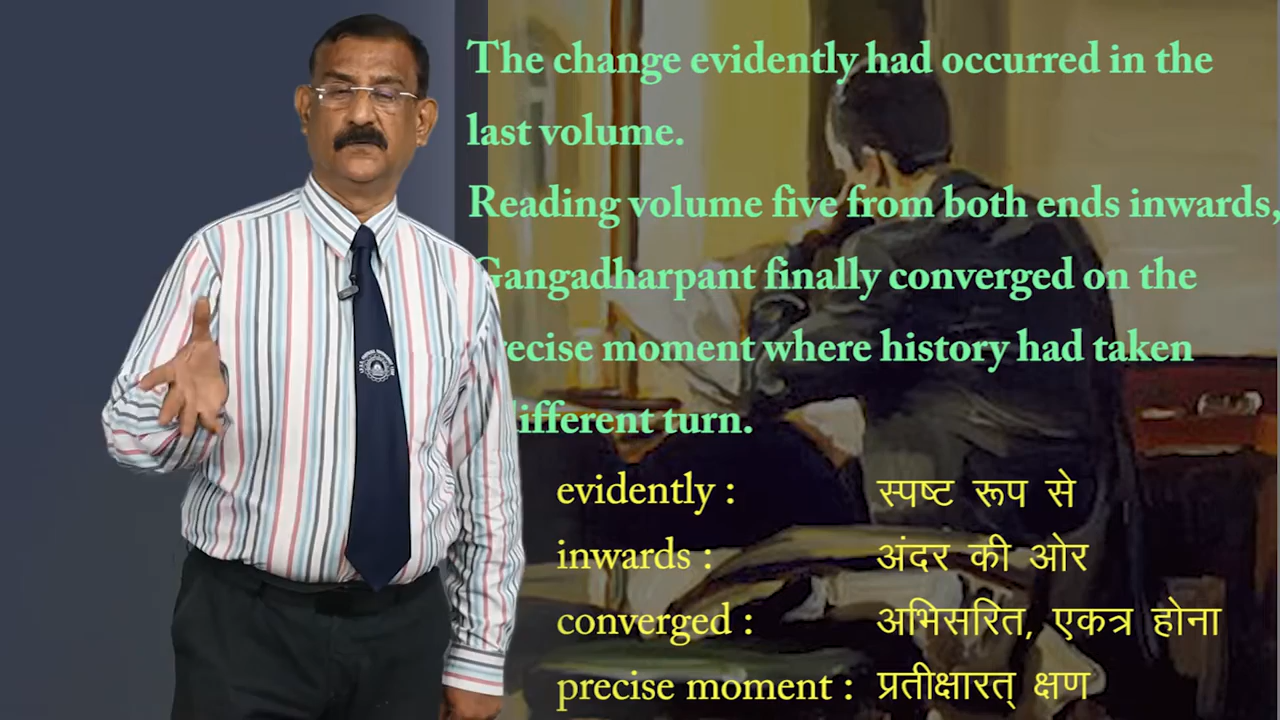 The change evidently had occurred in the
last volume.
Reading volume five from both ends inwards,
Gangadharpant finally converged on the
recise moment where history had taken
ifferent turn.
evidently : स्पष्ट रूप से
inwards : अंदर की ओर
converged : अभिसरित, एकत्र होना
precise moment : प्रतीक्षारत् क्षण